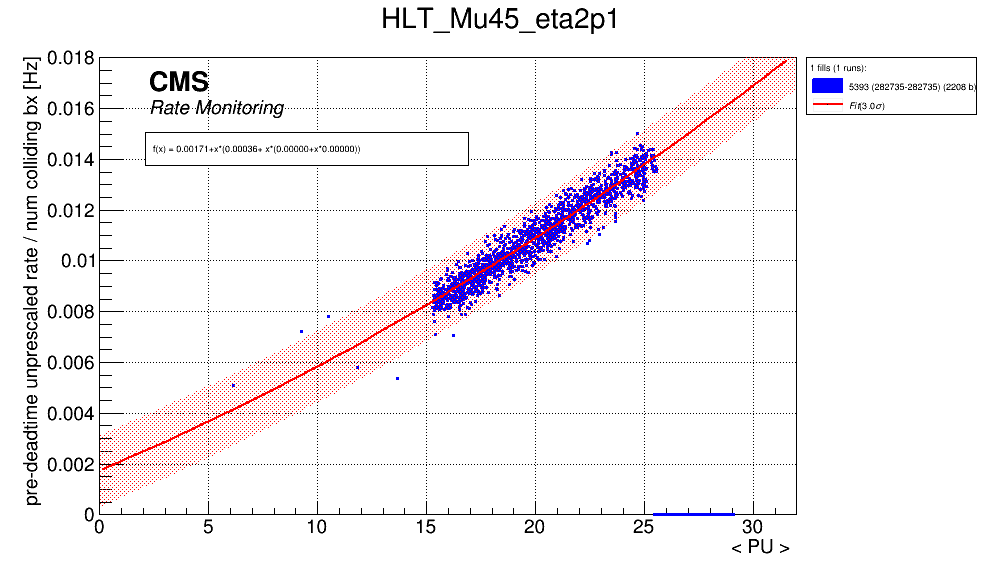 HLT_Mu45_eta2p1
pre-deadtime unprescaled rate / num colliding bx [Hz]
0.018
0.016
0.014
0.012
0.01
0.008
0.006
0.004
0.002
0
CMS
Rate Monitoring
f(x) = 0.00171+x*(0.00036+ x*(0.00000+x*0.00000))
1 fills (1 runs):
5393 (282735-282735) (2208 b)
Fit(3.0σ)
0 5 10 15 20 25 30
< PU >